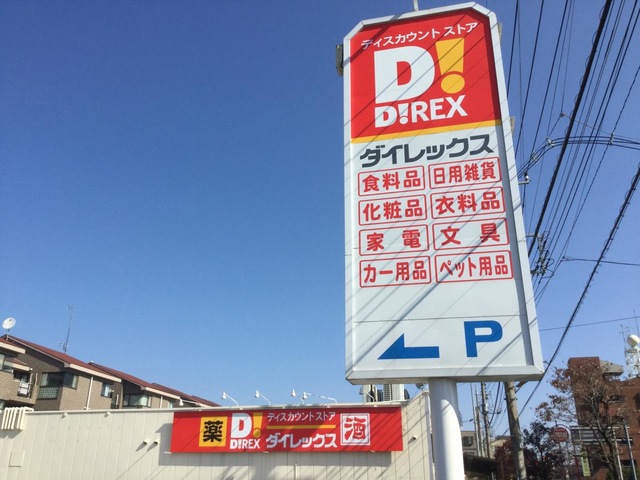 ディスカウント ストア
D!
D!REX
ダイレックス
食料品 日用雑貨
化粧品 衣料品
家電 文具
カー用品 ペット用品
P
薬 D! D!REX ディスカウント ストア ダイレックス 酒